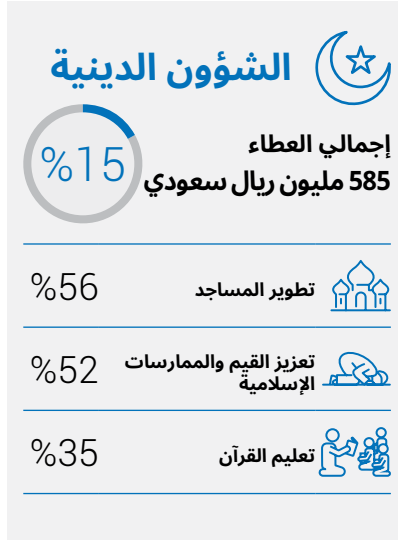 الشؤون الدينية
إجمالي العطاء
585 مليون ريال سعودي
%15
تطوير المساجد
%56
تعزيز القيم والممارسات
الإسلامية
%52
تعليم القرآن
%35